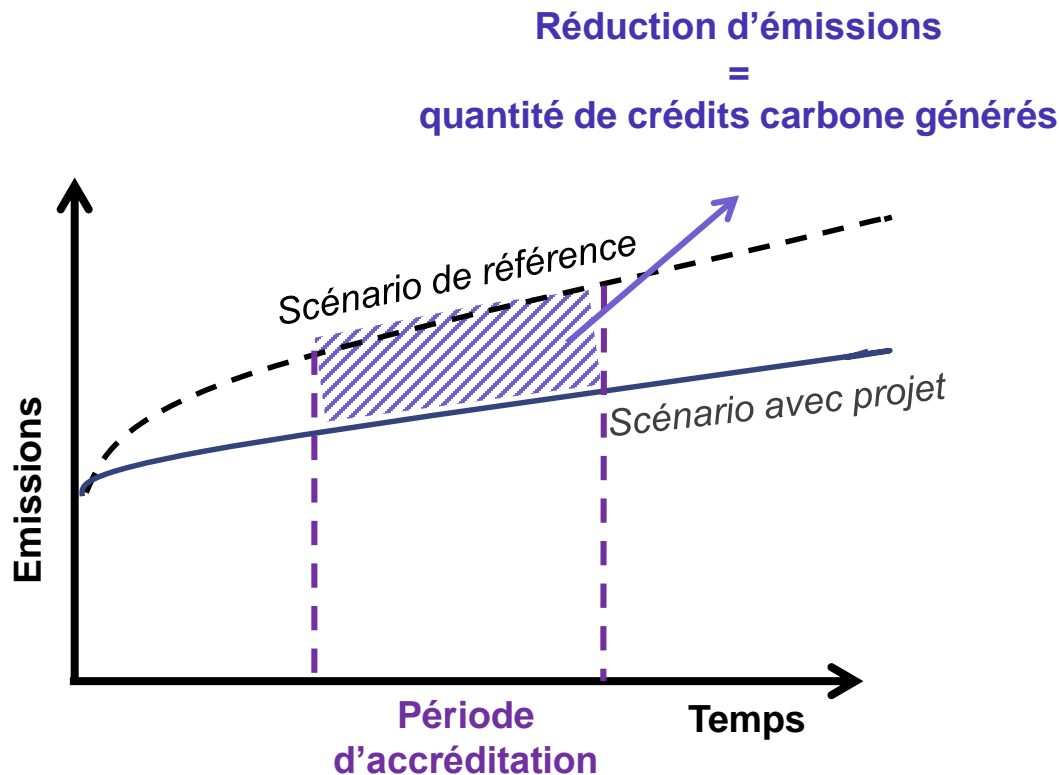 Réduction d’émissions
=
quantité de crédits carbone générés
Scénario de référence
Scénario avec projet
Emissions
Période
d’accréditation
Temps